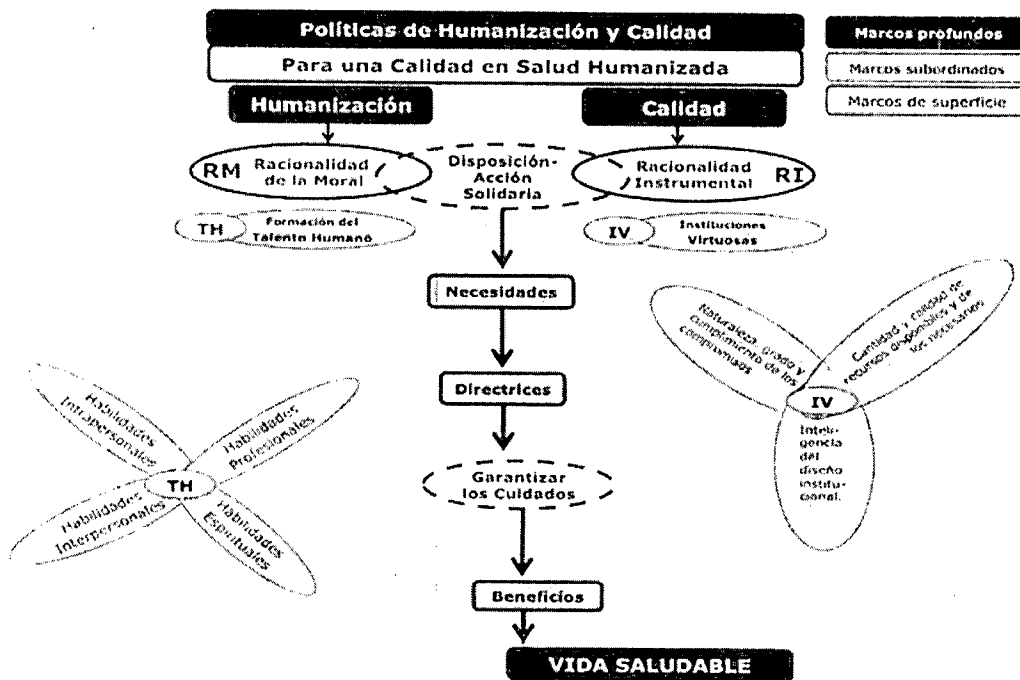 Políticas de Humanización y Calidad
Para una Calidad en Salud Humanizada
Marcos profundos
Marcos subordinados
Marcos de superficie
Humanización
Calidad
RM
Racionalidad
de la Moral
Disposición-
Acción
Solidaria
Racionalidad
Instrumental
RI
TH
Formación del
Talento Humano
IV
Instituciones
Virtuosas
Necesidades
Directrices
Garantizar
los Cuidados
Beneficios
VIDA SALUDABLE
Habilidades
Intrapersonales
Habilidades
Profesionales
TH
Habilidades
Interpersonales
Habilidades
Espirituales
Naturaleza, grado y
cumplimiento de los
compromisos
Cantidad y calidad de
recursos disponibles y de
los necesarios
IV
Inteli-
gencia
del
diseño
institu-
cional.